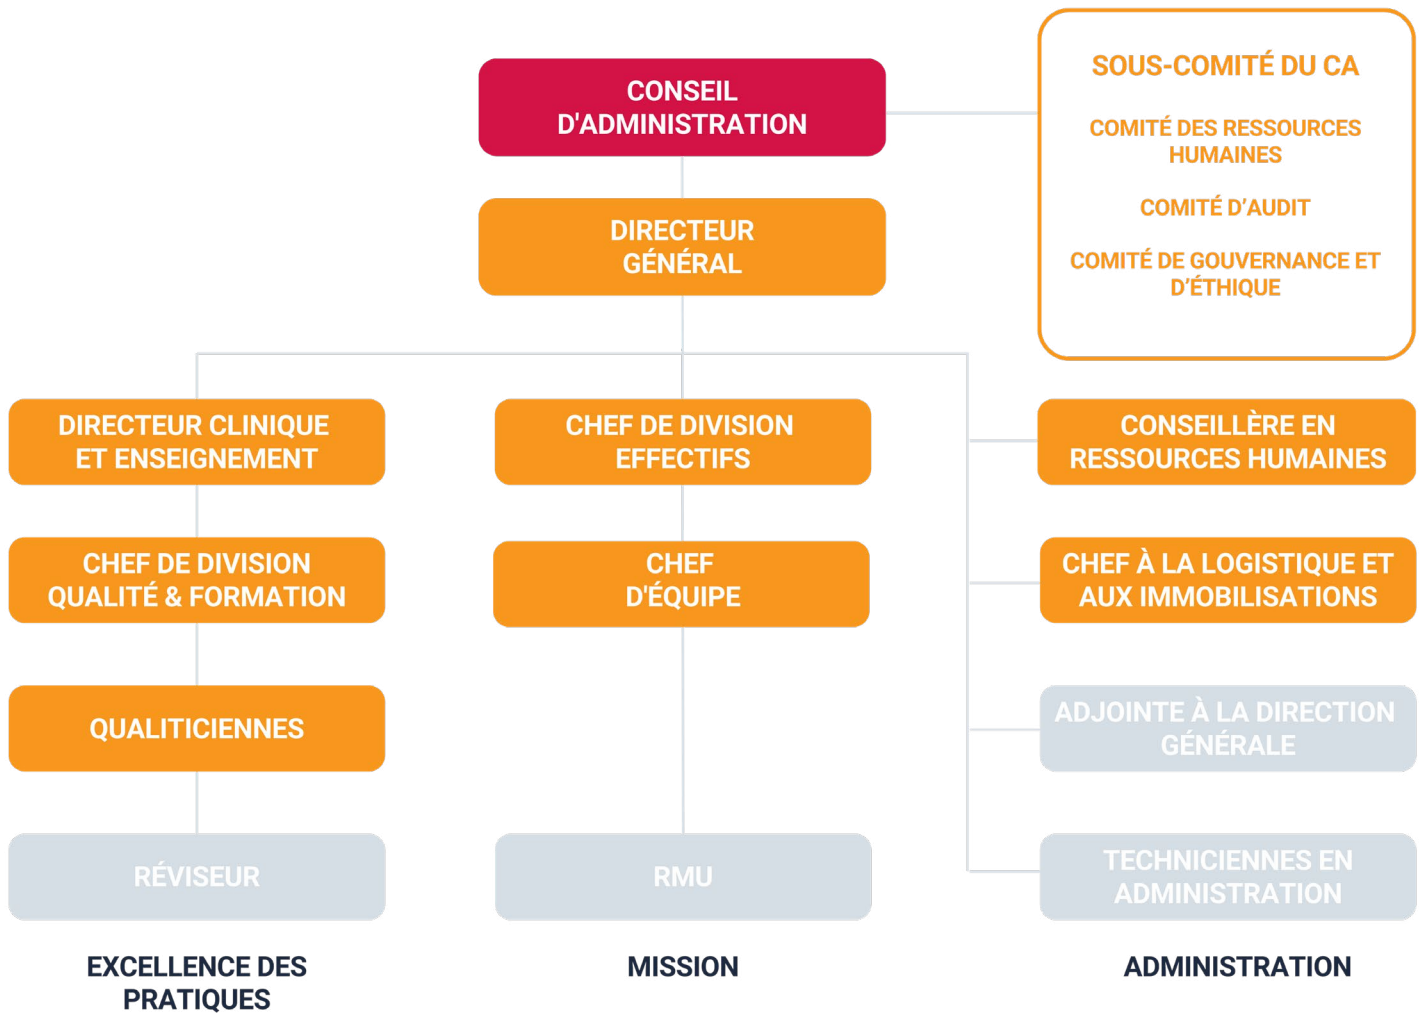 CONSEIL
D'ADMINISTRATION
SOUS-COMITÉ DU CA
COMITÉ DES RESSOURCES
HUMAINES
COMITÉ D’AUDIT
COMITÉ DE GOUVERNANCE ET
D’ÉTHIQUE
DIRECTEUR
GÉNÉRAL
DIRECTEUR CLINIQUE
ET ENSEIGNEMENT
CHEF DE DIVISION
QUALITÉ & FORMATION
QUALITICIENNES
RÉVISEUR
EXCELLENCE DES
PRATIQUES
CHEF DE DIVISION
EFFECTIFS
CHEF
D'ÉQUIPE
RMU
MISSION
CONSEILLÈRE EN
RESSOURCES HUMAINES
CHEF À LA LOGISTIQUE ET
AUX IMMOBILISATIONS
ADJOINTE À LA DIRECTION
GÉNÉRALE
TECHNICIENNES EN
ADMINISTRATION
ADMINISTRATION